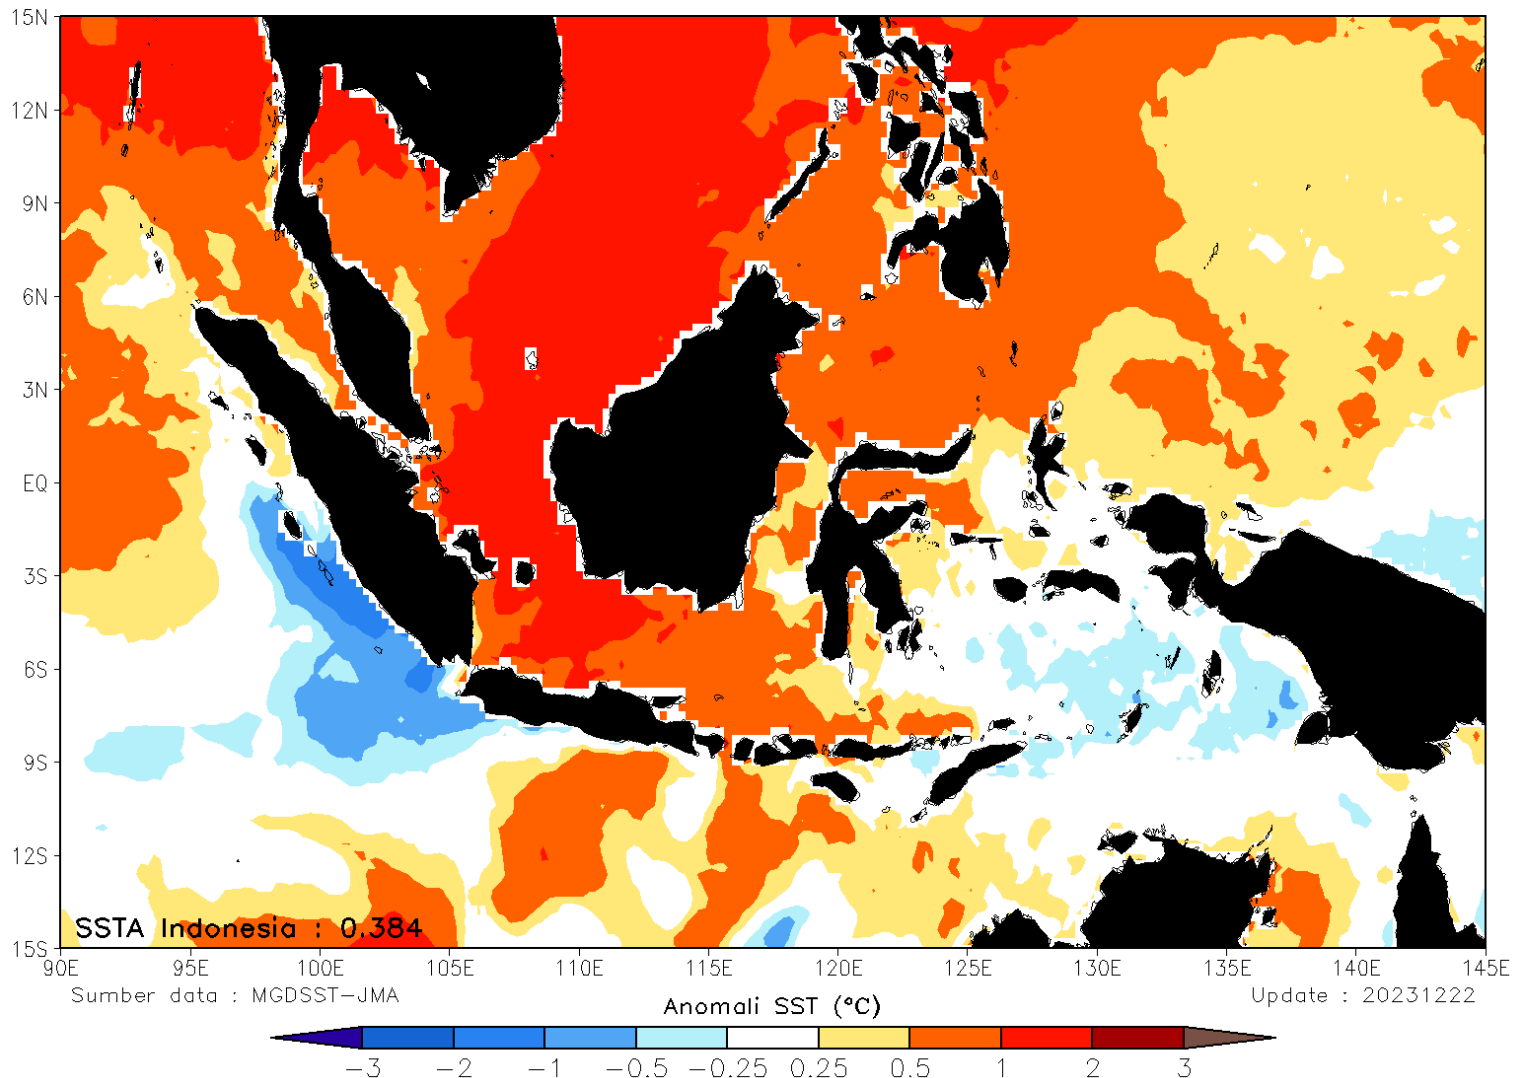 15N
12N
9N
6N
3N
EQ
3S
6S
9S
12S
15S
SSTA Indonesia : 0.384
90E 95E 100E 105E 110E 115E 120E 125E 130E 135E 140E 145E
Sumber data : MGDSST-JMA
Update : 20231222
Anomali SST (°C)
-3 -2 -1 -0.5 -0.25 0.25 0.5 1 2 3